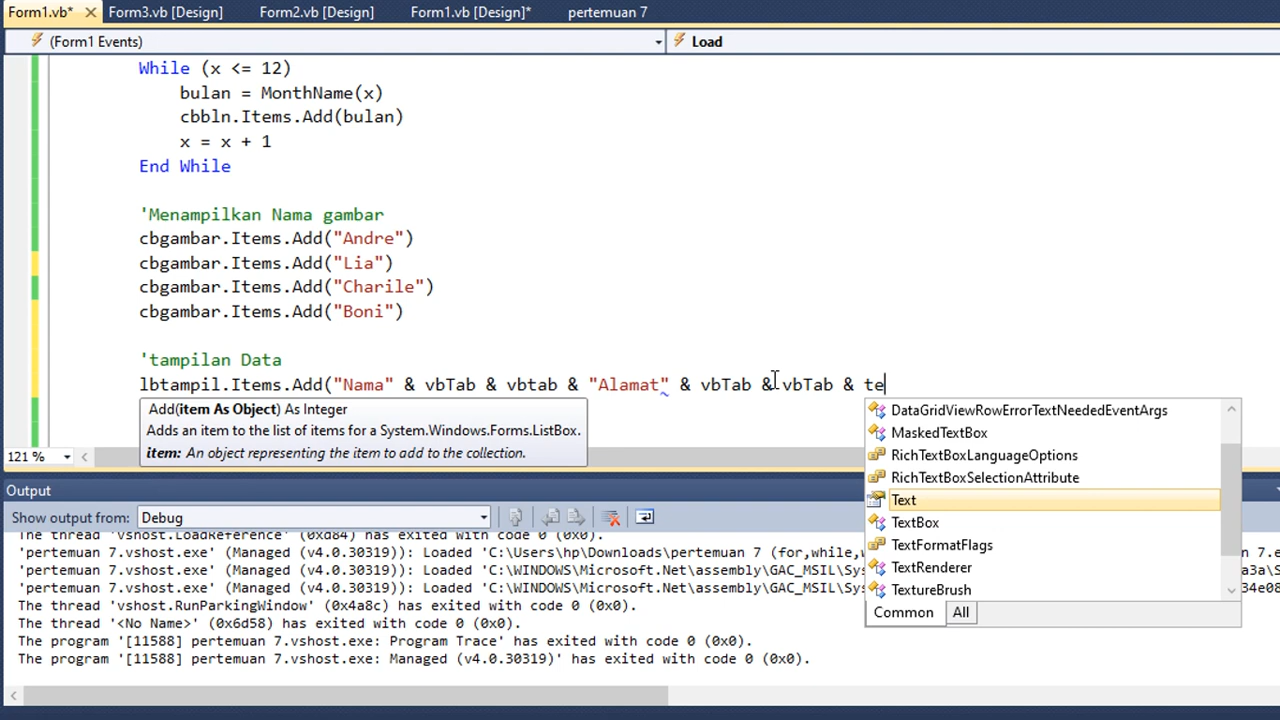 Form1.vb* Form3.vb [Design] Form2.vb [Design] Form1.vb [Design]* pertemuan 7
(Form1 Events) Load
While (x <= 12)
bulan = MonthName(x)
cbbln.Items.Add(bulan)
x = x + 1
End While
'Menampilkan Nama gambar
cbgambar.Items.Add("Andre")
cbgambar.Items.Add("Lia")
cbgambar.Items.Add("Charile")
cbgambar.Items.Add("Boni")
'tampilan Data
lbtampil.Items.Add("Nama" & vbTab & vbtab & "Alamat" & vbTab & vbTab & te
Add(item As Object) As Integer
Adds an item to the list of items for a System.Windows.Forms.ListBox.
item: An object representing the item to add to the collection.
DataGridViewRowErrorTextNeededEventArgs
MaskedTextBox
RichTextBoxLanguageOptions
RichTextBoxSelectionAttribute
Text
TextBox
TextFormatFlags
TextRenderer
TextureBrush
Common All
121 %
Output
Show output from: Debug
The thread 'vshost.LoadReference' (0xd84) has exited with code 0 (0x0).
'pertemuan 7.vshost.exe' (Managed (v4.0.30319)): Loaded 'C:\Users\hp\Downloads\pertemuan 7 (for,while,
'pertemuan 7.vshost.exe' (Managed (v4.0.30319)): Loaded 'C:\WINDOWS\Microsoft.Net\assembly\GAC_MSIL\Sys
'pertemuan 7.vshost.exe' (Managed (v4.0.30319)): Loaded 'C:\WINDOWS\Microsoft.Net\assembly\GAC_MSIL\Sys
The thread 'vshost.RunParkingWindow' (0x4a8c) has exited with code 0 (0x0).
The thread '<No Name>' (0x6d58) has exited with code 0 (0x0).
The program '[11588] pertemuan 7.vshost.exe: Program Trace' has exited with code 0 (0x0).
The program '[11588] pertemuan 7.vshost.exe: Managed (v4.0.30319)' has exited with code 0 (0x0).